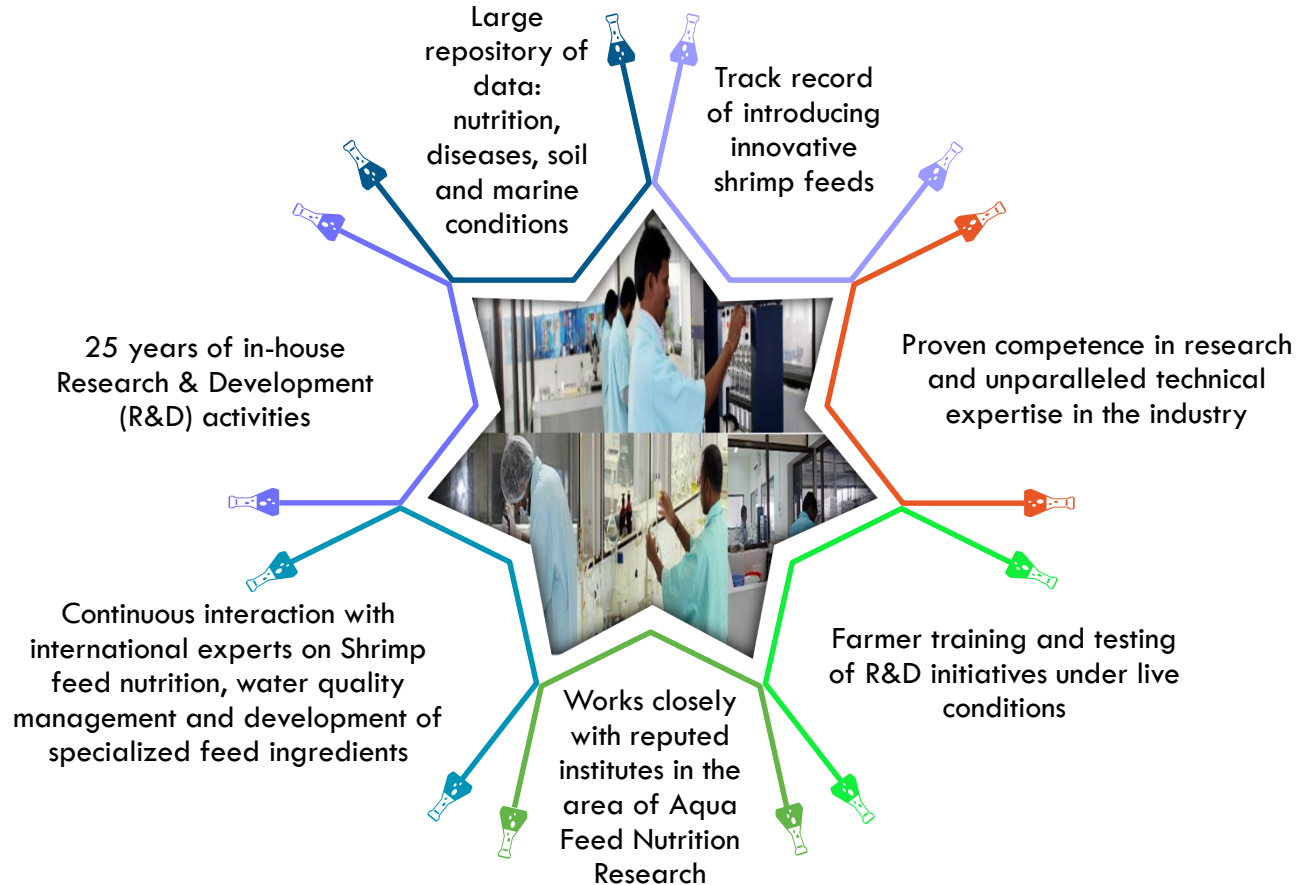 Large
repository of
data:
nutrition,
diseases, soil
and marine
conditions
Track record
of introducing
innovative
shrimp feeds
25 years of in-house
Research & Development
(R&D) activities
Proven competence in research
and unparalleled technical
expertise in the industry
Continuous interaction with
international experts on Shrimp
feed nutrition, water quality
management and development of
specialized feed ingredients
Farmer training and testing
of R&D initiatives under live
conditions
Works closely
with reputed
institutes in the
area of Aqua
Feed Nutrition
Research